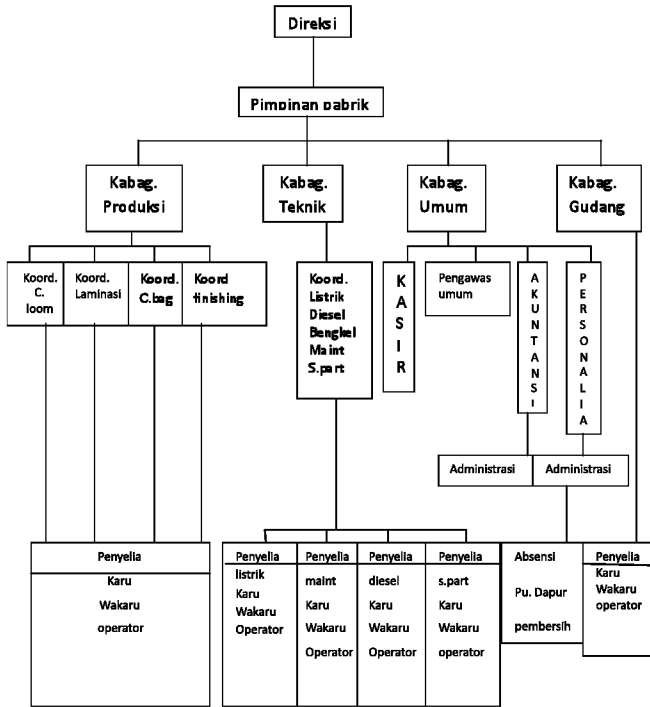 Direksi
Pimpinan pabrik
Kabag.
Produksi
Kabag.
Teknik
Kabag.
Umum
Kabag.
Gudang
Koord.
C.
loom
Koord.
Laminasi
Koord.
C.bag
Koord
finishing
Koord.
Listrik
Diesel
Bengkel
Maint
S.part
K
A
S
I
R
Pengawas
umum
A
K
U
N
T
A
N
S
I
P
E
R
S
O
N
A
L
I
A
Administrasi
Administrasi
Penyelia
Karu
Wakaru
operator
Penyelia
listrik
Karu
Wakaru
Operator
Penyelia
maint
Karu
Wakaru
Operator
Penyelia
diesel
Karu
Wakaru
Operator
Penyelia
s.part
Karu
Wakaru
operator
Absensi
Pu. Dapur
pembersih
Penyelia
Karu
Wakaru
operator